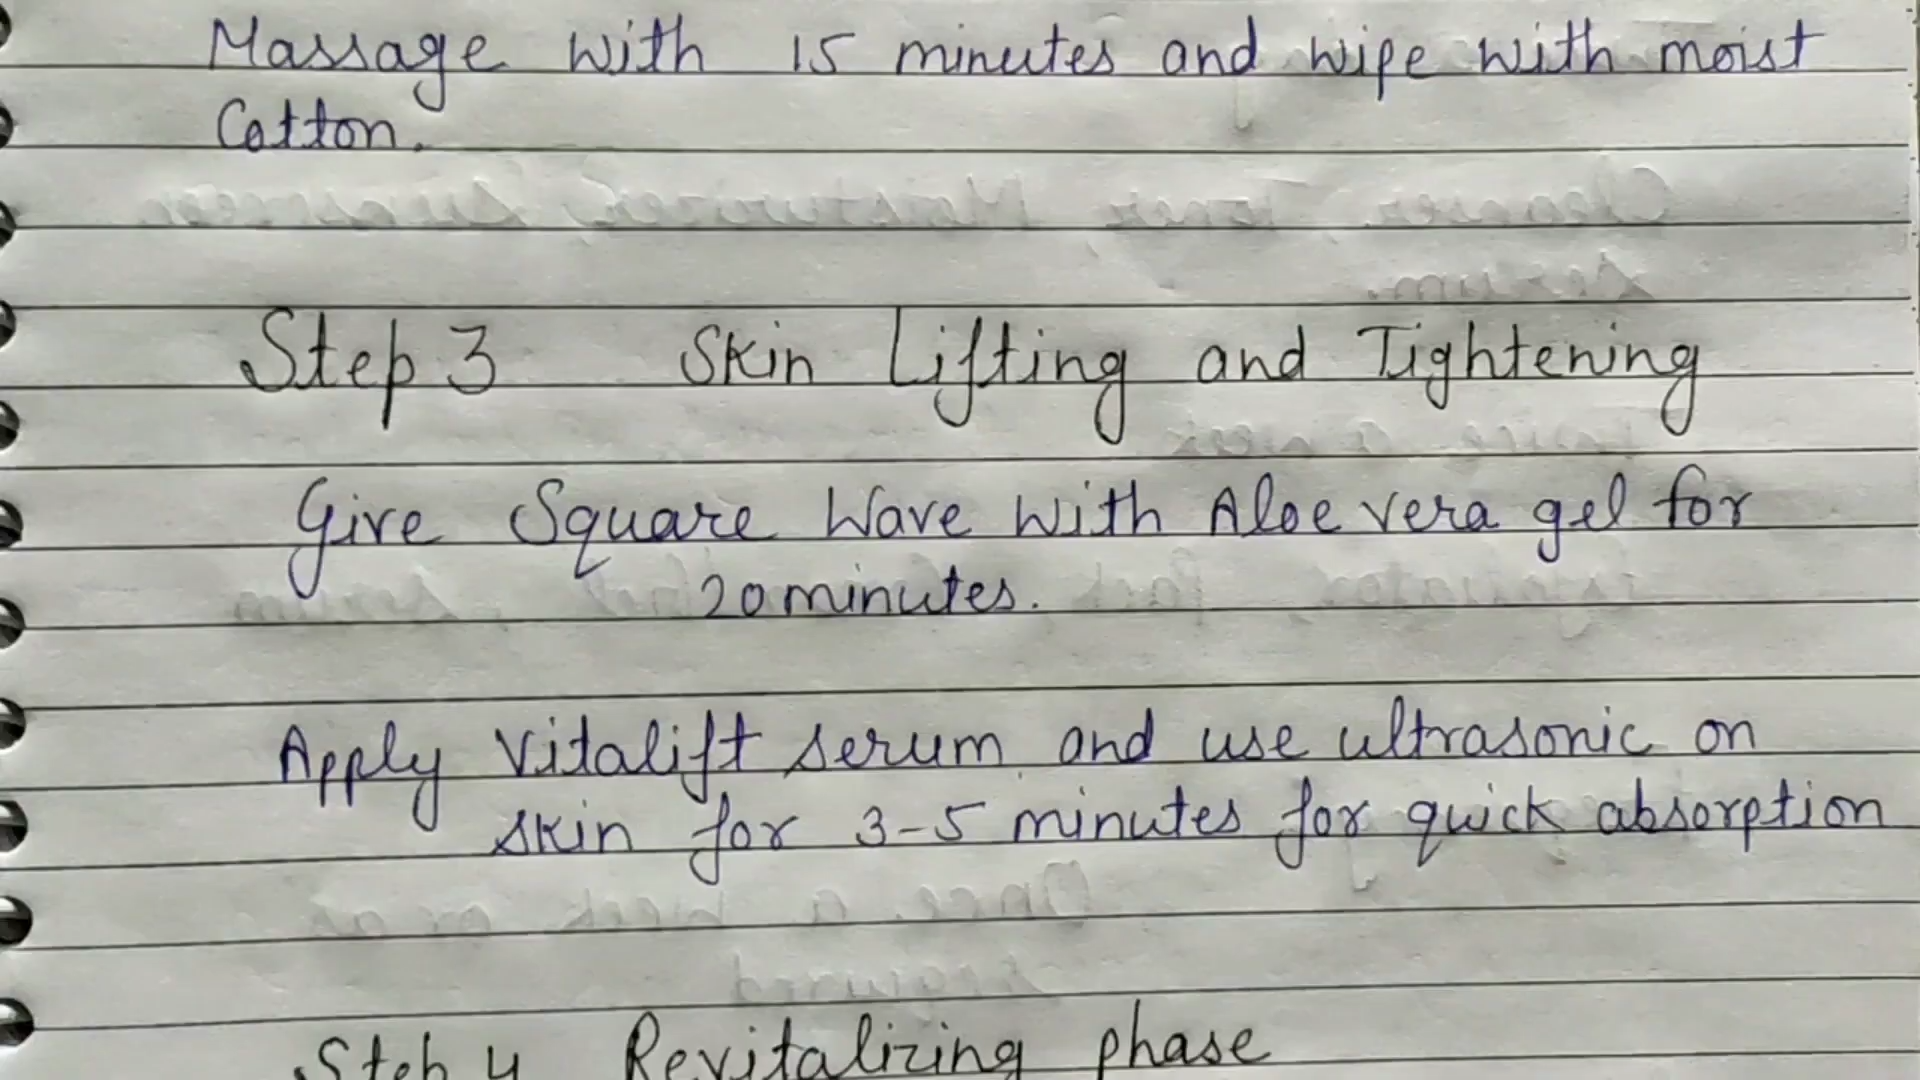 Massage with 15 minutes and wipe with moist
Cotton.
Step 3 Skin Lifting and Tightening
Give Square Wave with Aloe vera gel for
20 minutes.
Apply Vitalift serum and use ultrasonic on
skin for 3-5 minutes for quick absorption
Step 4 Revitalizing phase